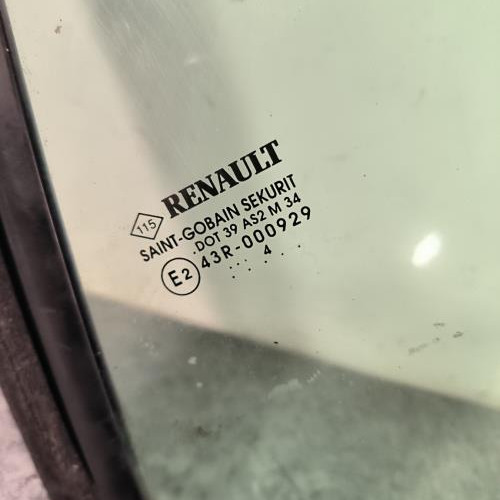 RENAULT
115
SAINT-GOBAIN SEKURIT
DOT 39 AS2 M 34
E2 43R-000929
.. 4 . .